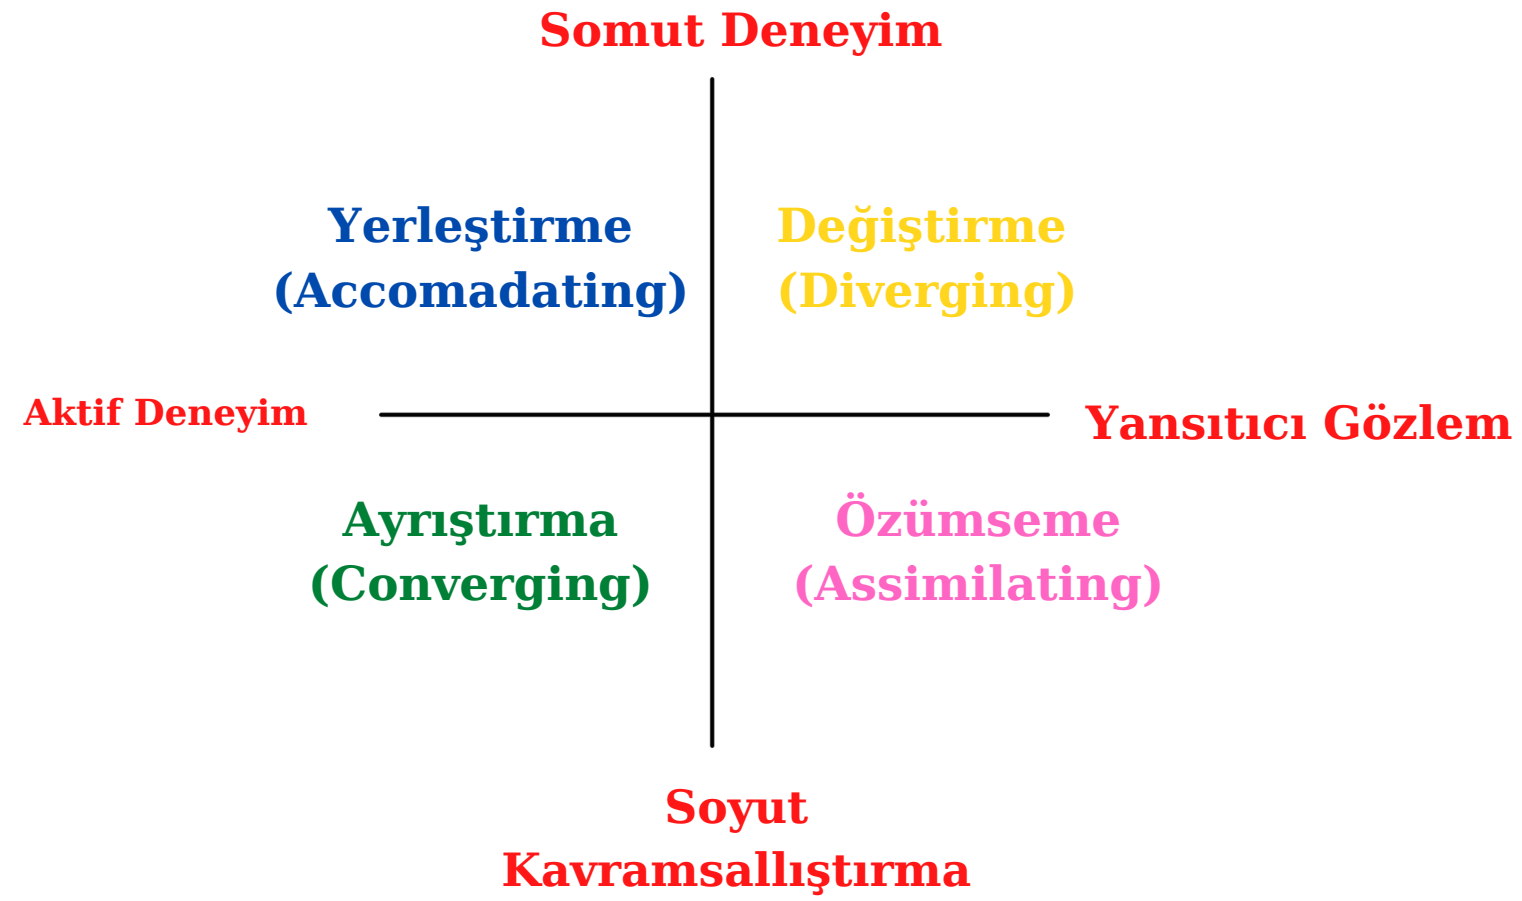 Somut Deneyim
Yerleştirme
(Accomadating)
Değiştirme
(Diverging)
Aktif Deneyim
Yansıtıcı Gözlem
Ayrıştırma
(Converging)
Özümseme
(Assimilating)
Soyut
Kavramsallıştırma